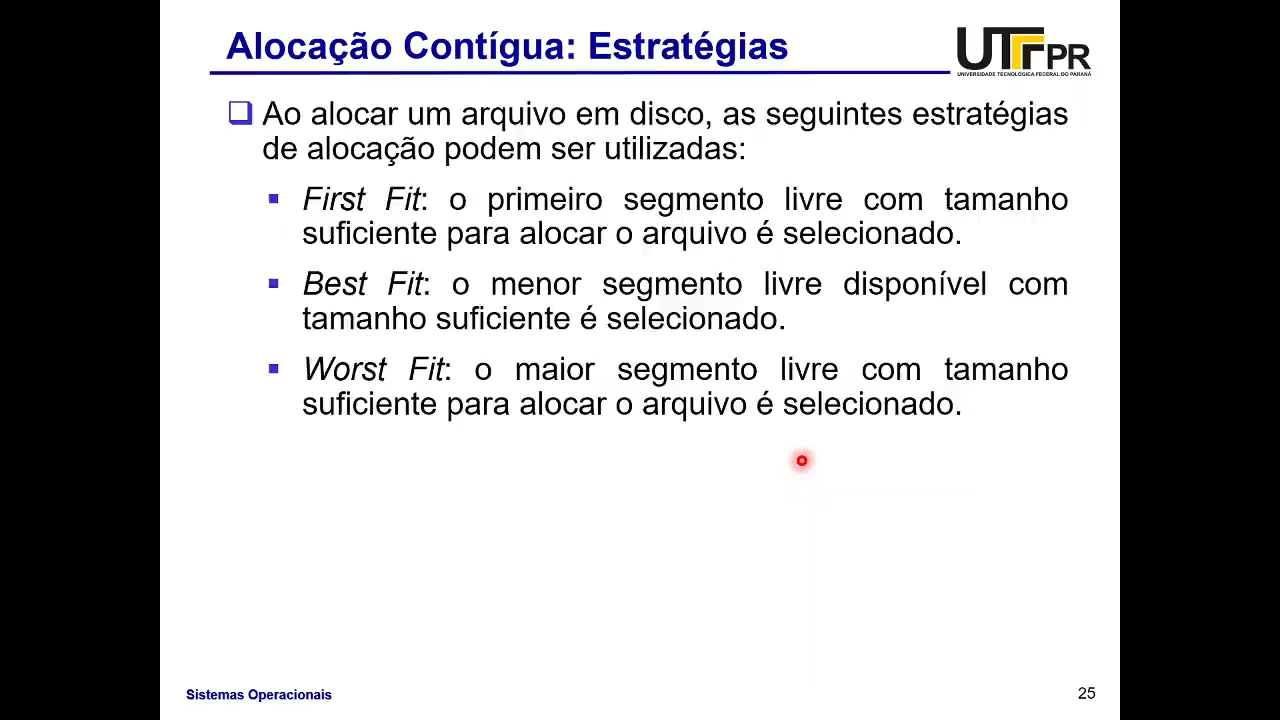 Alocação Contígua: Estratégias
UTFPR
UNIVERSIDADE TECNOLÓGICA FEDERAL DO PARANÁ
Ao alocar um arquivo em disco, as seguintes estratégias
de alocação podem ser utilizadas:
First Fit: o primeiro segmento livre com tamanho
suficiente para alocar o arquivo é selecionado.
Best Fit: o menor segmento livre disponível com
tamanho suficiente é selecionado.
Worst Fit: o maior segmento livre com tamanho
suficiente para alocar o arquivo é selecionado.
Sistemas Operacionais
25